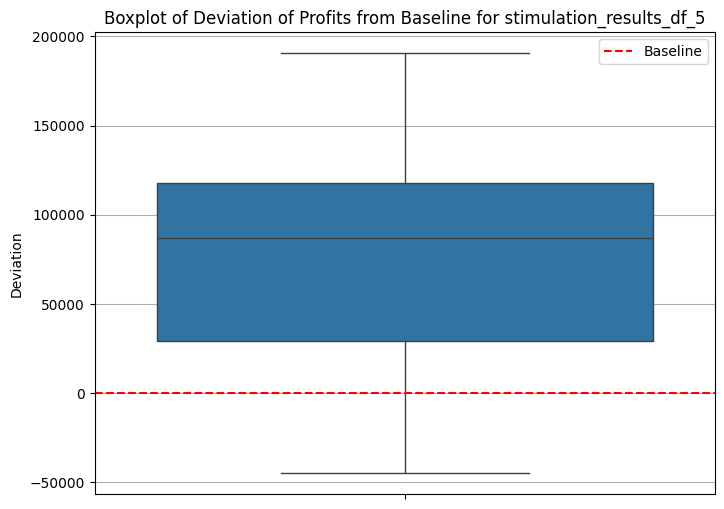 Boxplot of Deviation of Profits from Baseline for stimulation_results_df_5
200000
Baseline
150000
100000
50000
0
−50000
Deviation